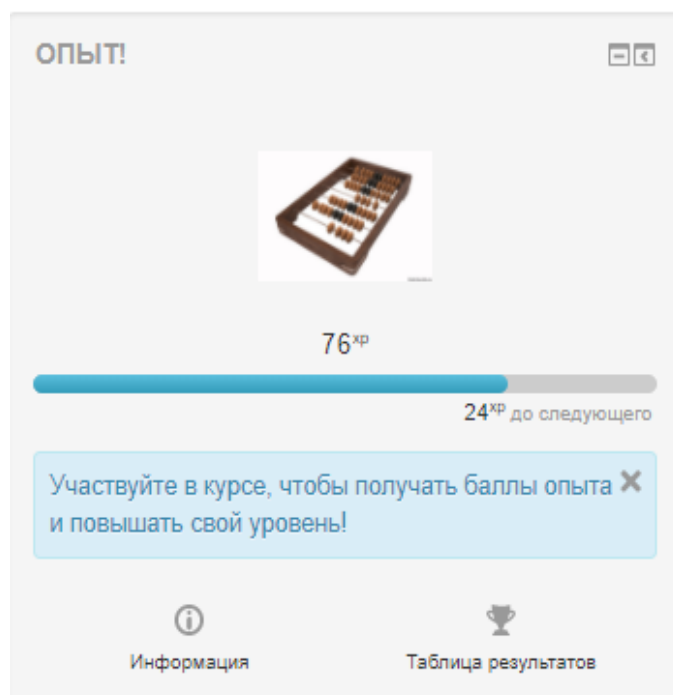 ОПЫТ!
76xp
24xp до следующего
Участвуйте в курсе, чтобы получать баллы опыта
и повышать свой уровень!
Информация
Таблица результатов